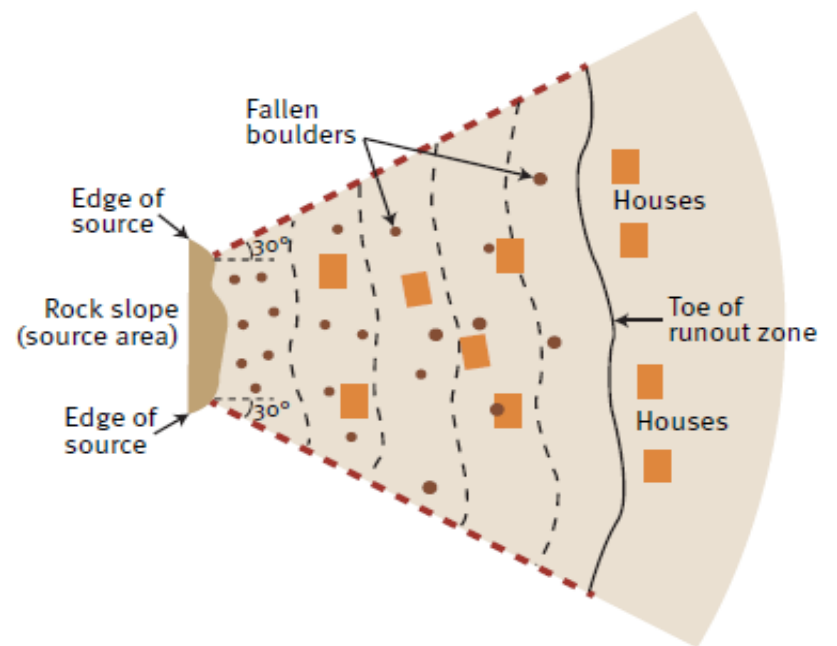 Fallen
boulders
Edge of
source
Houses
30°
Rock slope
(source area)
Toe of
runout zone
30°
Edge of
source
Houses